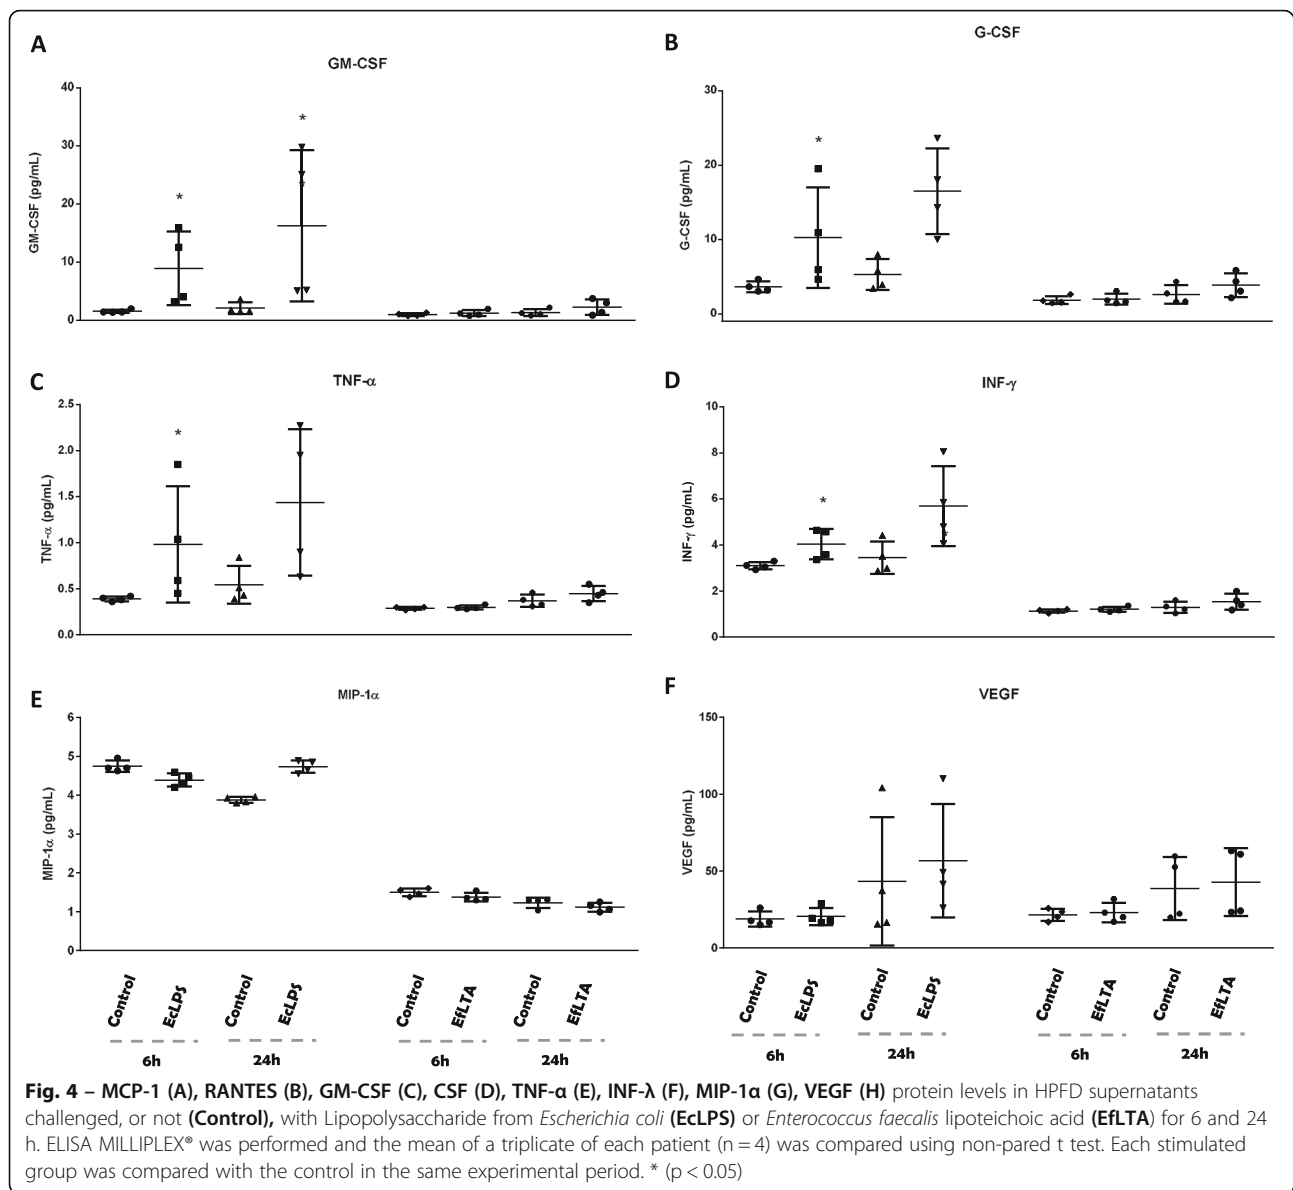 A
GM-CSF
GM-CSF (pg/mL)
40
30
20
10
0
*
*
*
B
G-CSF
G-CSF (pg/mL)
30
20
10
0
*
C
TNF-α
TNF-α (pg/mL)
2.5
2.0
1.5
1.0
0.5
0.0
*
D
INF-γ
INF-γ (pg/mL)
10
8
6
4
2
0
*
*
E
MIP-1α
MIP-1α (pg/mL)
6
5
4
3
2
1
0
F
VEGF
VEGF (pg/mL)
150
100
50
0
Control
EcLPS
Control
EcLPS
Control
EfLTA
Control
EfLTA
6h
24h
6h
24h
Control
EcLPS
Control
EcLPS
Control
EfLTA
Control
EfLTA
6h
24h
6h
24h
Fig. 4 – MCP-1 (A), RANTES (B), GM-CSF (C), CSF (D), TNF-α (E), INF-λ (F), MIP-1α (G), VEGF (H) protein levels in HPFD supernatants
challenged, or not (Control), with Lipopolysaccharide from Escherichia coli (EcLPS) or Enterococcus faecalis lipoteichoic acid (EfLTA) for 6 and 24
h. ELISA MILLIPLEX® was performed and the mean of a triplicate of each patient (n = 4) was compared using non-pared t test. Each stimulated
group was compared with the control in the same experimental period. * (p < 0.05)